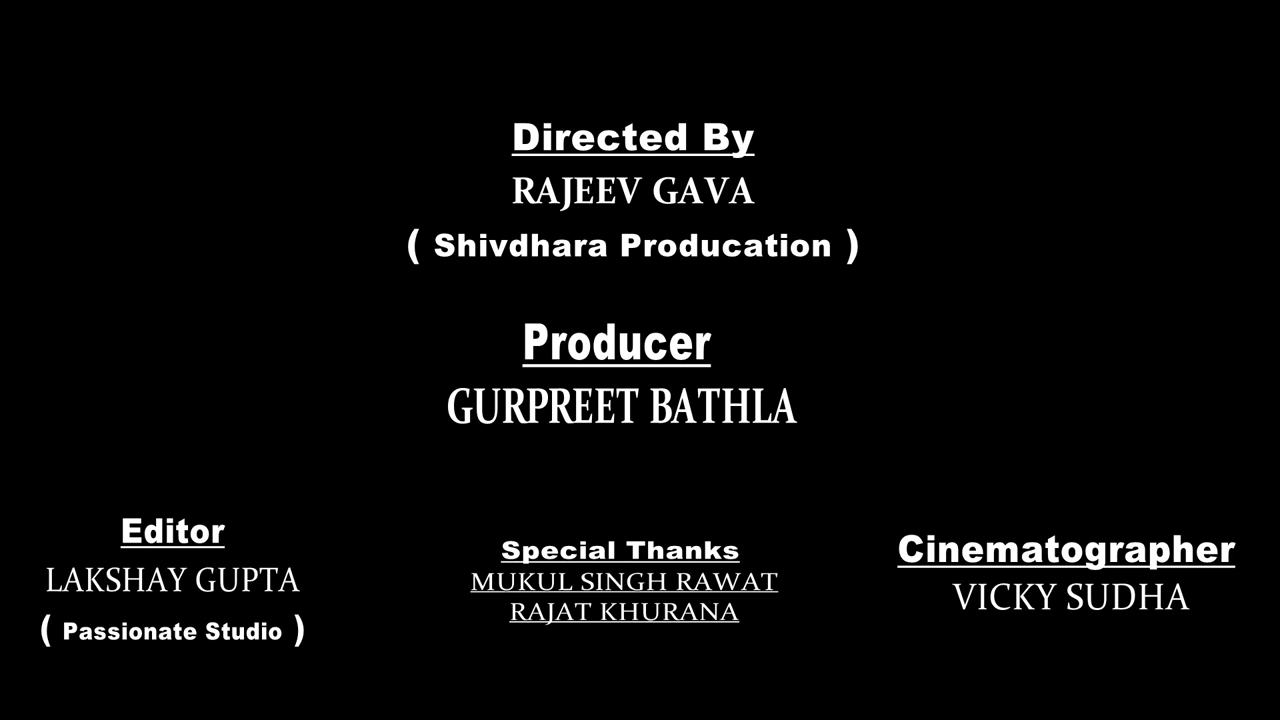 Directed By
RAJEEV GAVA
( Shivdhara Producation )
Producer
GURPREET BATHLA
Editor
LAKSHAY GUPTA
( Passionate Studio )
Special Thanks
MUKUL SINGH RAWAT
RAJAT KHURANA
Cinematographer
VICKY SUDHA